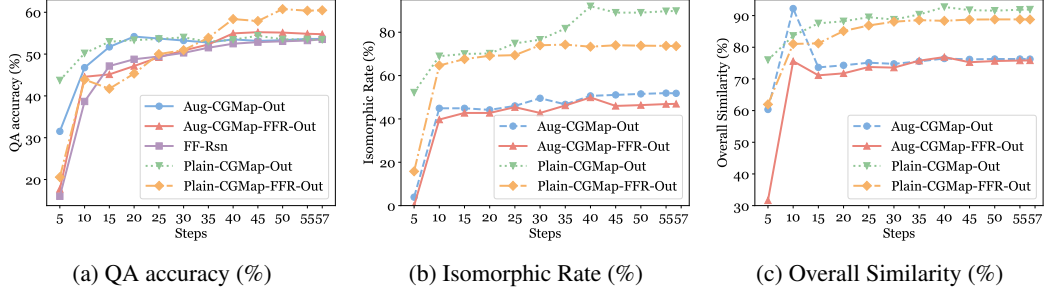 QA accuracy (%)
60
50
40
30
20
Aug-CGMap-Out
Aug-CGMap-FFR-Out
FF-Rsn
Plain-CGMap-Out
Plain-CGMap-FFR-Out
5 10 15 20 25 30 35 40 45 50 5557
Steps
(a) QA accuracy (%)
Isomorphic Rate (%)
80
60
40
20
0
Aug-CGMap-Out
Aug-CGMap-FFR-Out
Plain-CGMap-Out
Plain-CGMap-FFR-Out
5 10 15 20 25 30 35 40 45 50 5557
Steps
(b) Isomorphic Rate (%)
Overall Similarity (%)
90
80
70
60
50
40
30
Aug-CGMap-Out
Aug-CGMap-FFR-Out
Plain-CGMap-Out
Plain-CGMap-FFR-Out
5 10 15 20 25 30 35 40 45 50 5557
Steps
(c) Overall Similarity (%)